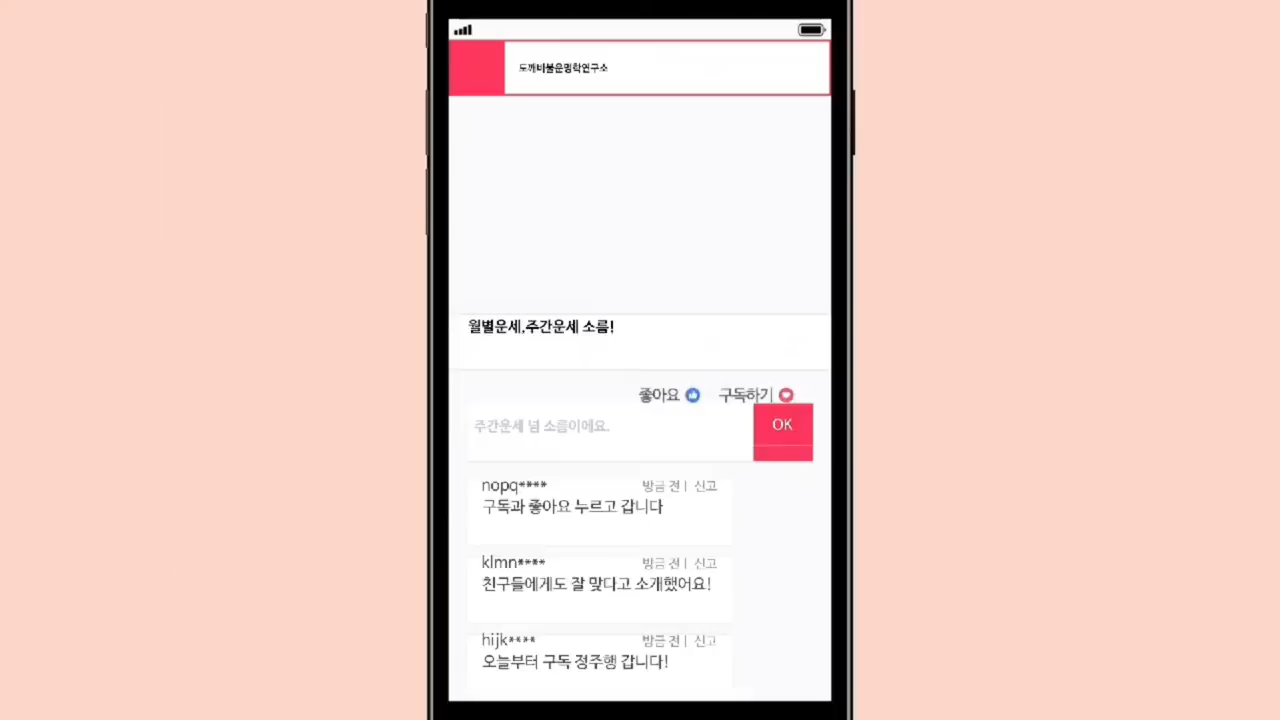 도깨비불운명학연구소
월별운세,주간운세 소름!
좋아요 구독하기
주간운세 넘 소름이에요.
OK
nopq**** 방금 전 | 신고
구독과 좋아요 누르고 갑니다
klmn**** 방금 전 | 신고
친구들에게도 잘 맞다고 소개했어요!
hijk**** 방금 전 | 신고
오늘부터 구독 정주행 갑니다!